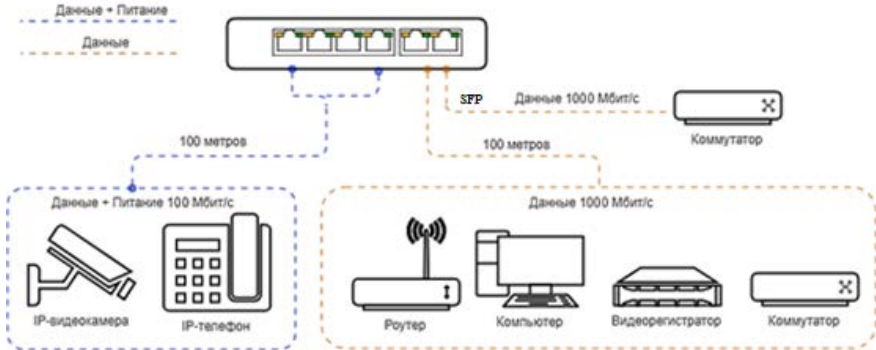 Данные + Питание
Данные
SFP
Данные 1000 Мбит/с
Коммутатор
100 метров
100 метров
Данные + Питание 100 Мбит/с
Данные 1000 Мбит/с
IP-видеокамера
IP-телефон
Роутер
Компьютер
Видеорегистратор
Коммутатор